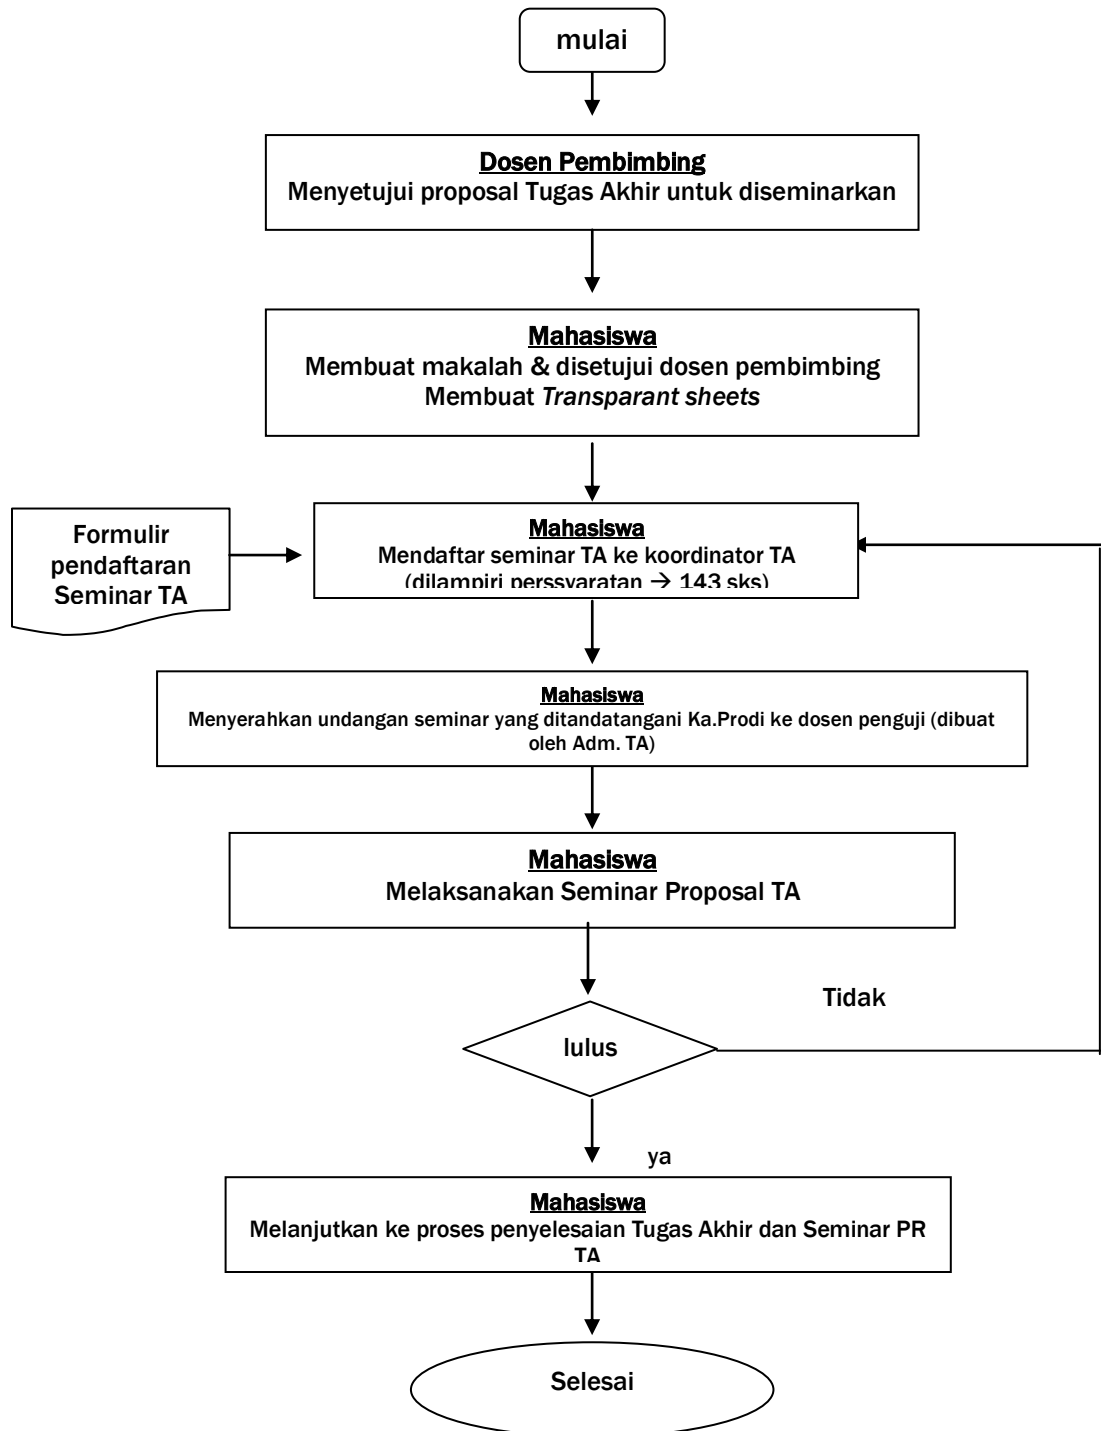 mulai
Dosen Pembimbing
Menyetujui proposal Tugas Akhir untuk diseminarkan
Mahasiswa
Membuat makalah & disetujui dosen pembimbing
Membuat Transparant sheets
Formulir
pendaftaran
Seminar TA
Mahasiswa
Mendaftar seminar TA ke koordinator TA
(dilampiri perssyaratan → 143 sks)
Mahasiswa
Menyerahkan undangan seminar yang ditandatangani Ka.Prodi ke dosen penguji (dibuat
oleh Adm. TA)
Mahasiswa
Melaksanakan Seminar Proposal TA
Tidak
lulus
ya
Mahasiswa
Melanjutkan ke proses penyelesaian Tugas Akhir dan Seminar PR
TA
Selesai